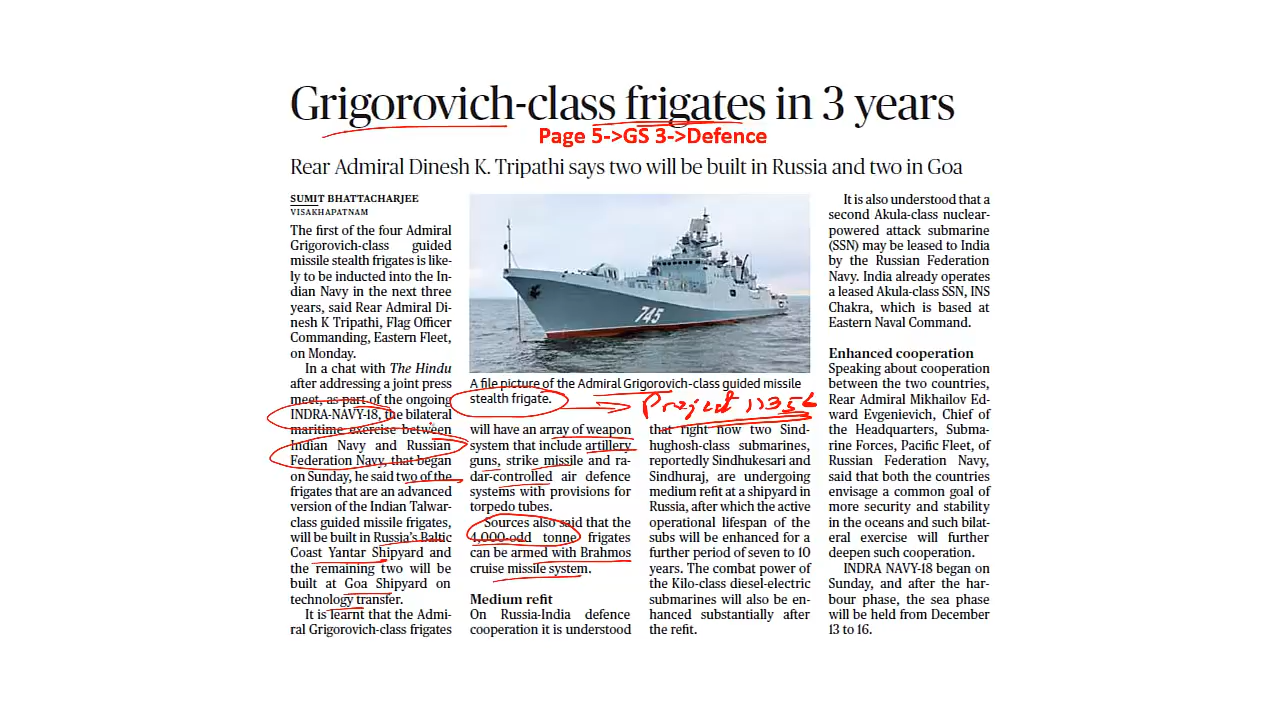 Grigorovich-class frigates in 3 years
Page 5->GS 3->Defence
Rear Admiral Dinesh K. Tripathi says two will be built in Russia and two in Goa
SUMIT BHATTACHARJEE
VISAKHAPATNAM
The first of the four Admiral
Grigorovich-class guided
missile stealth frigates is like-
ly to be inducted into the In-
dian Navy in the next three
years, said Rear Admiral Di-
nesh K Tripathi, Flag Officer
Commanding, Eastern Fleet,
on Monday.
In a chat with The Hindu
after addressing a joint press
meet, as part of the ongoing
INDRA-NAVY-18, the bilateral
maritime exercise between
Indian Navy and Russian
Federation Navy, that began
on Sunday, he said two of the
frigates that are an advanced
version of the Indian Talwar-
class guided missile frigates,
will be built in Russia's Baltic
Coast Yantar Shipyard and
the remaining two will be
built at Goa Shipyard on
technology transfer.
It is learnt that the Admi-
ral Grigorovich-class frigates
745
A file picture of the Admiral Grigorovich-class guided missile
stealth frigate.
Project 11356
will have an array of weapon
system that include artillery
guns, strike missile and ra-
dar-controlled air defence
systems with provisions for
torpedo tubes.
Sources also said that the
4,000-odd tonne frigates
can be armed with Brahmos
cruise missile system.
Medium refit
On Russia-India defence
cooperation it is understood
that right now two Sind-
hughosh-class submarines,
reportedly Sindhukesari and
Sindhuraj, are undergoing
medium refit at a shipyard in
Russia, after which the active
operational lifespan of the
subs will be enhanced for a
further period of seven to 10
years. The combat power of
the Kilo-class diesel-electric
submarines will also be en-
hanced substantially after
the refit.
It is also understood that a
second Akula-class nuclear-
powered attack submarine
(SSN) may be leased to India
by the Russian Federation
Navy. India already operates
a leased Akula-class SSN, INS
Chakra, which is based at
Eastern Naval Command.
Enhanced cooperation
Speaking about cooperation
between the two countries,
Rear Admiral Mikhailov Ed-
ward Evgenievich, Chief of
the Headquarters, Subma-
rine Forces, Pacific Fleet, of
Russian Federation Navy,
said that both the countries
envisage a common goal of
more security and stability
in the oceans and such bilat-
eral exercise will further
deepen such cooperation.
INDRA NAVY-18 began on
Sunday, and after the har-
bour phase, the sea phase
will be held from December
13 to 16.